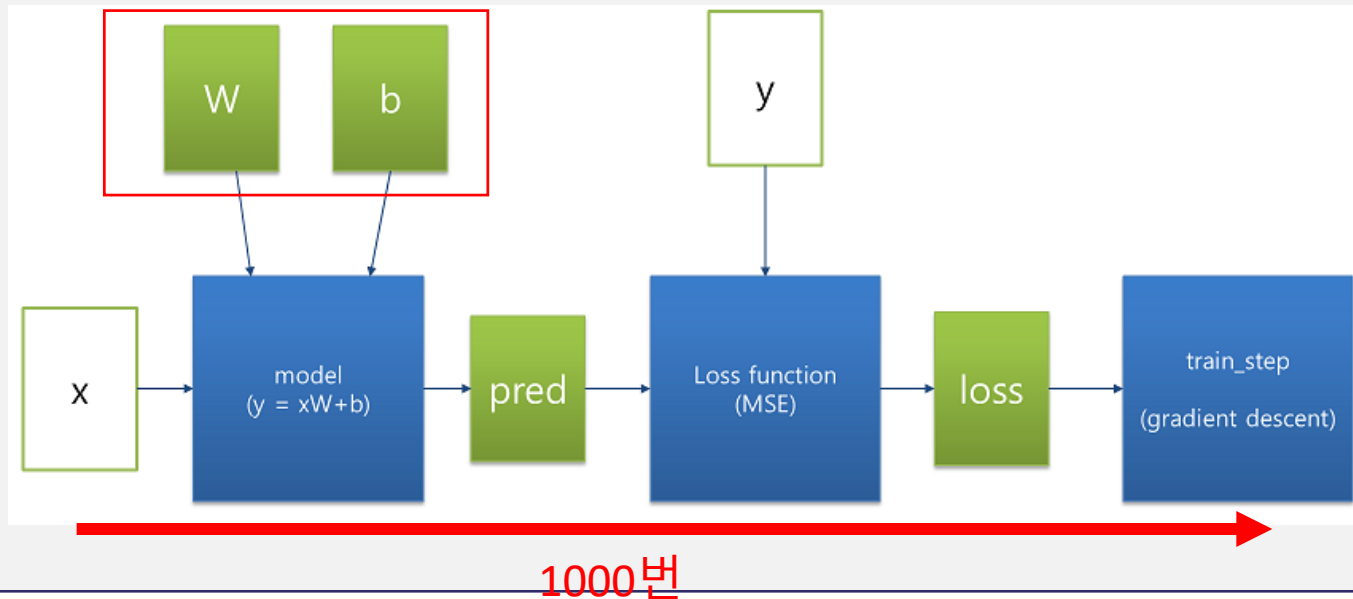 W
b
y
x
model
(y = xW+b)
pred
Loss function
(MSE)
loss
train_step
(gradient descent)
1000번